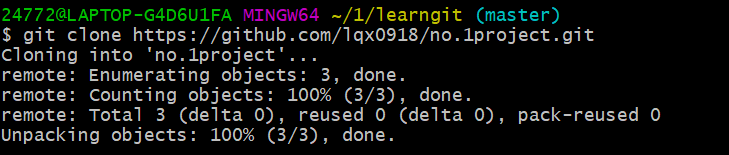 24772@LAPTOP-G4D6U1FA MINGW64 ~/1/learngit (master)
$ git clone https://github.com/lqx0918/no.1project.git
Cloning into 'no.1project'...
remote: Enumerating objects: 3, done.
remote: Counting objects: 100% (3/3), done.
remote: Total 3 (delta 0), reused 0 (delta 0), pack-reused 0
Unpacking objects: 100% (3/3), done.